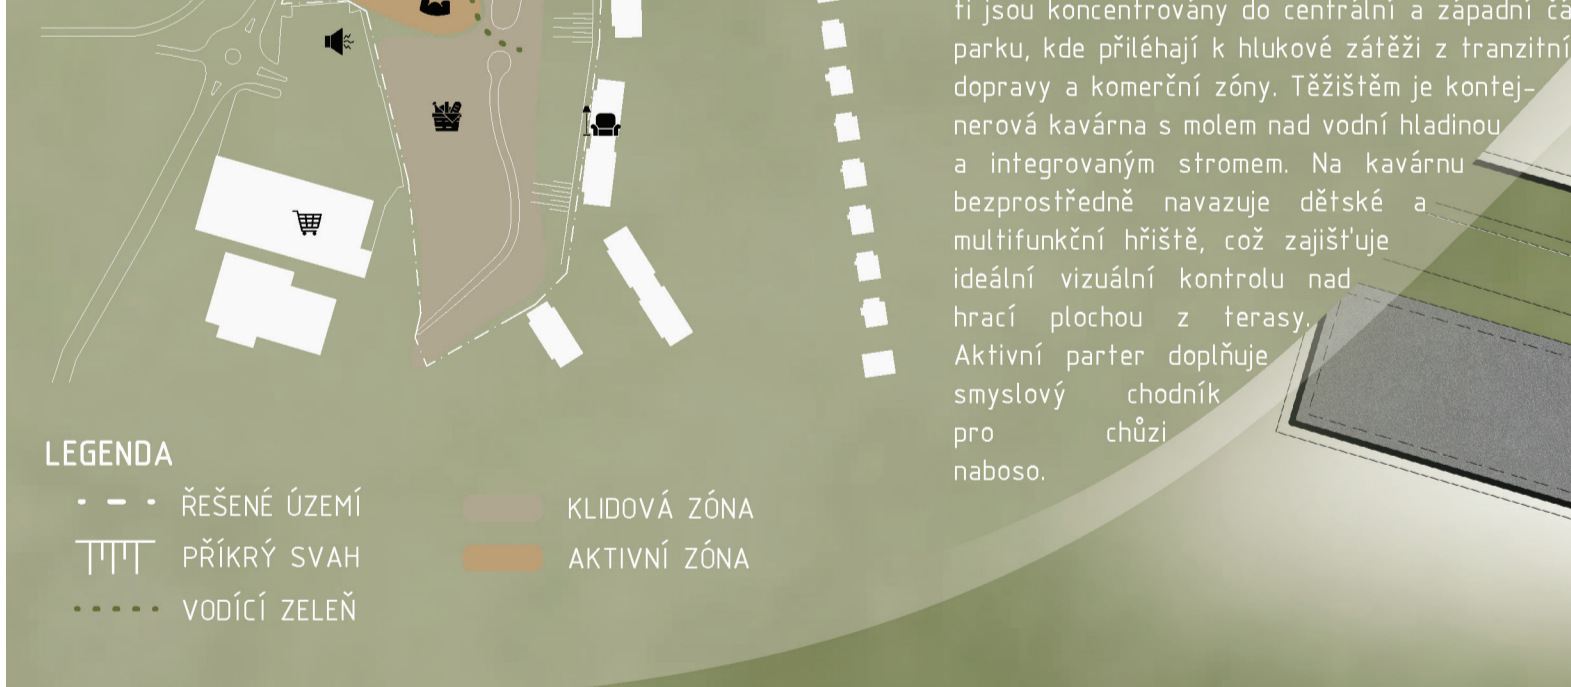 ti jsou koncentrovány do centrální a západní čá
parku, kde přiléhají k hlukové zátěži z tranzitní
dopravy a komerční zóny. Těžištěm je kontej-
nerová kavárna s molem nad vodní hladinou
a integrovaným stromem. Na kavárnu
bezprostředně navazuje dětské a
multifunkční hřiště, což zajišťuje
ideální vizuální kontrolu nad
hrací plochou z terasy.
Aktivní parter doplňuje
smyslový chodník
pro chůzi
naboso.
LEGENDA
ŘEŠENÉ ÚZEMÍ
PŘÍKRÝ SVAH
VODÍCÍ ZELEŇ
KLIDOVÁ ZÓNA
AKTIVNÍ ZÓNA